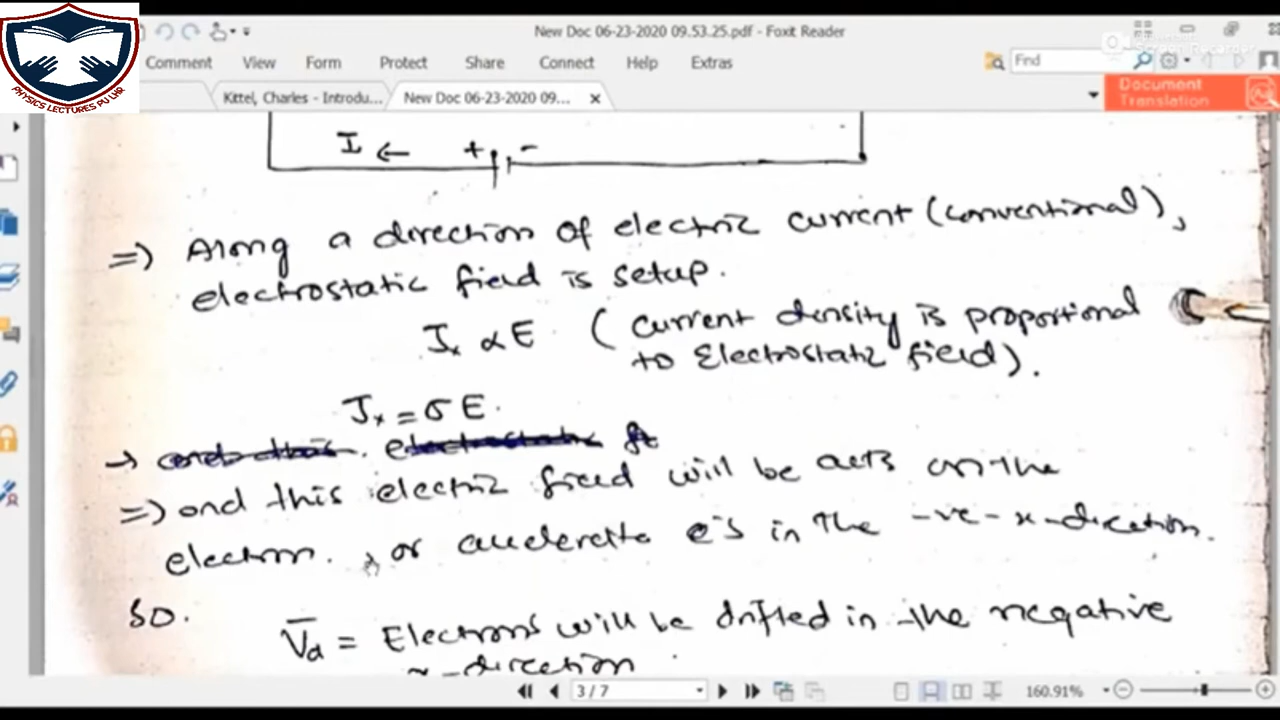 New Doc 06-23-2020 09.53.25.pdf - Foxit Reader
Comment View Form Protect Share Connect Help Extras
Find
Kittel, Charles - Introdu... New Doc 06-23-2020 09... ×
Document
Translation
PHYSICS LECTURES PU LHR
I ← + -
=) Along a direction of electric current (conventional),
electrostatic field is setup.
Jx ∝ E ( Current density is proportional
to Electrostatic field).
Jx = σ E.
=) and this electric field will be acts on the
electron. , or accelerate e's in the -ve-x-direction.
SO.
V̄d = Electrons will be drifted in the negative
x-direction
3 / 7
160.91%